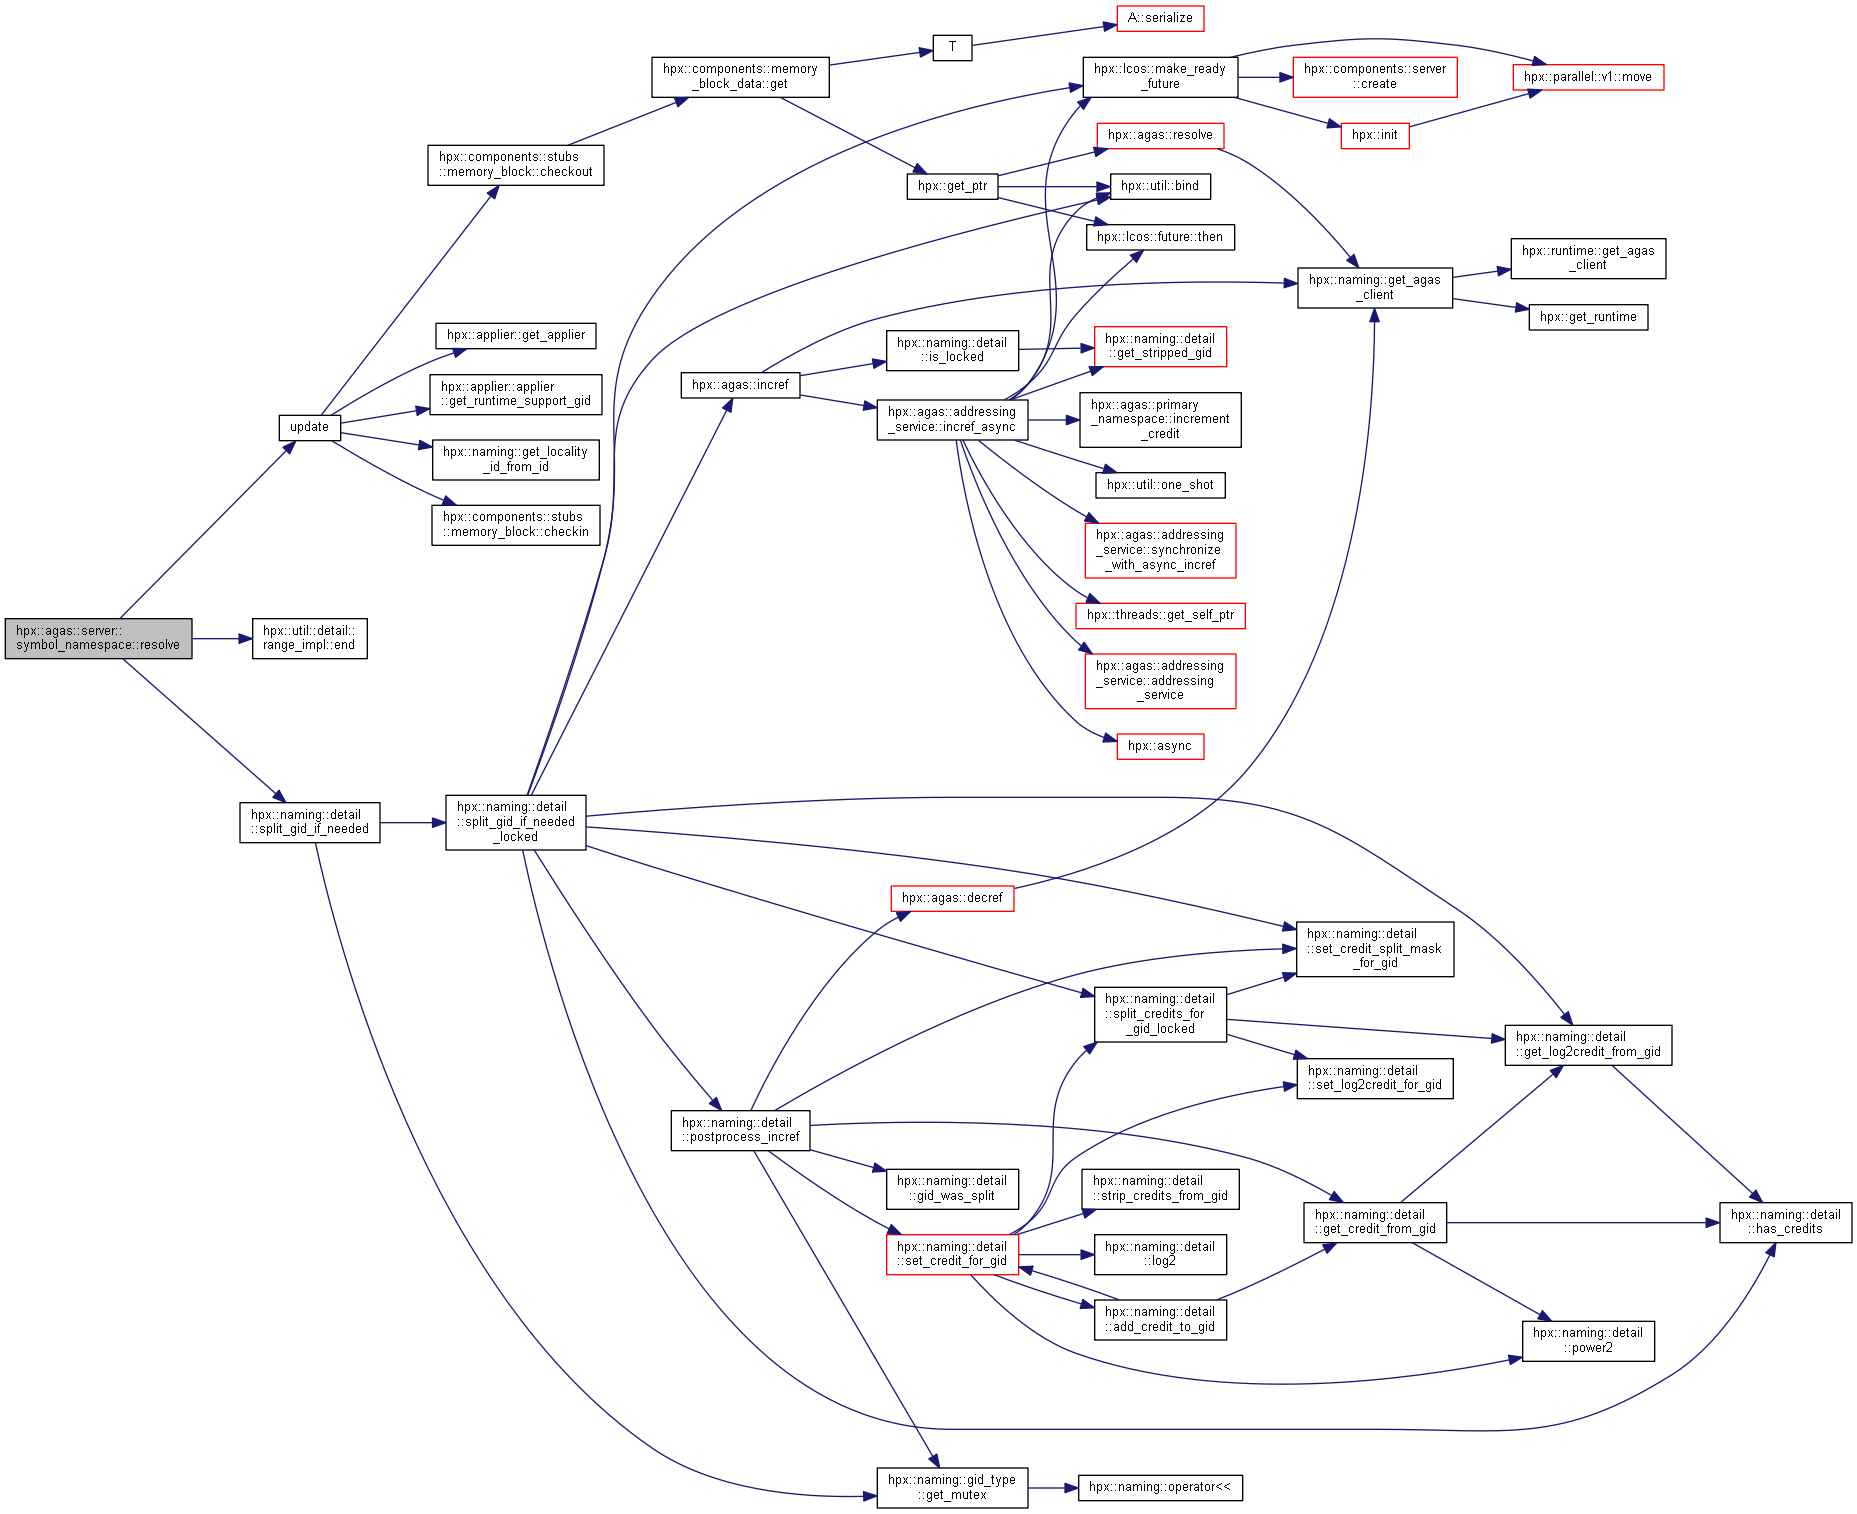 A::serialize
T
hpx::components::memory
_block_data::get
hpx::lcos::make_ready
_future
hpx::components::server
::create
hpx::parallel::v1::move
hpx::init
hpx::agas::resolve
hpx::components::stubs
::memory_block::checkout
hpx::get_ptr
hpx::util::bind
hpx::lcos::future::then
hpx::runtime::get_agas
_client
hpx::naming::get_agas
_client
hpx::get_runtime
hpx::applier::get_applier
hpx::naming::detail
::is_locked
hpx::naming::detail
::get_stripped_gid
hpx::agas::incref
hpx::applier::applier
::get_runtime_support_gid
hpx::agas::addressing
_service::incref_async
hpx::agas::primary
_namespace::increment
_credit
update
hpx::naming::get_locality
_id_from_id
hpx::util::one_shot
hpx::components::stubs
::memory_block::checkin
hpx::agas::addressing
_service::synchronize
_with_async_incref
hpx::threads::get_self_ptr
hpx::agas::server::
symbol_namespace::resolve
hpx::util::detail::
range_impl::end
hpx::agas::addressing
_service::addressing
_service
hpx::async
hpx::naming::detail
::split_gid_if_needed
hpx::naming::detail
::split_gid_if_needed
_locked
hpx::agas::decref
hpx::naming::detail
::set_credit_split_mask
_for_gid
hpx::naming::detail
::split_credits_for
_gid_locked
hpx::naming::detail
::get_log2credit_from_gid
hpx::naming::detail
::set_log2credit_for_gid
hpx::naming::detail
::postprocess_incref
hpx::naming::detail
::gid_was_split
hpx::naming::detail
::strip_credits_from_gid
hpx::naming::detail
::get_credit_from_gid
hpx::naming::detail
::has_credits
hpx::naming::detail
::set_credit_for_gid
hpx::naming::detail
::log2
hpx::naming::detail
::add_credit_to_gid
hpx::naming::detail
::power2
hpx::naming::gid_type
::get_mutex
hpx::naming::operator<<